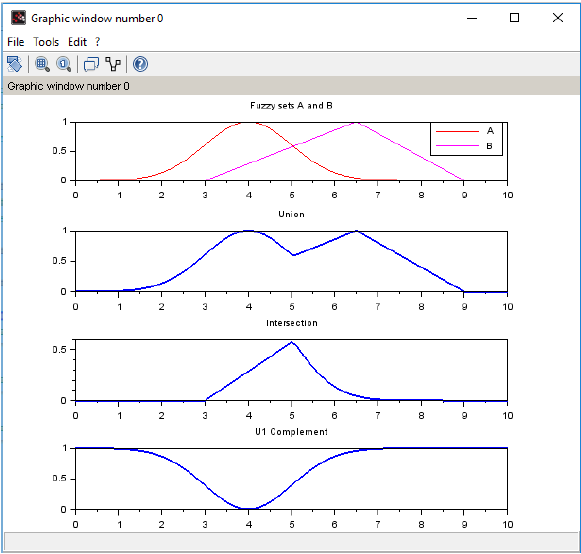 Graphic window number 0
File Tools Edit ?
Graphic window number 0
Fuzzy sets A and B
1
0.5
0
A
B
0 1 2 3 4 5 6 7 8 9 10
Union
1
0.5
0
0 1 2 3 4 5 6 7 8 9 10
Intersection
0.5
0
0 1 2 3 4 5 6 7 8 9 10
U1 Complement
1
0.5
0
0 1 2 3 4 5 6 7 8 9 10